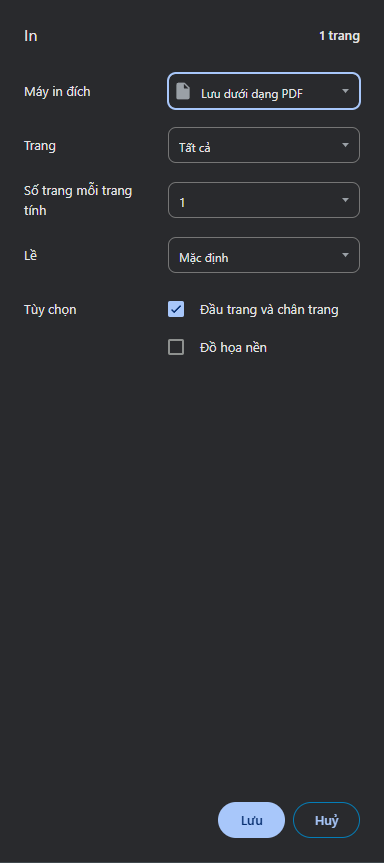 In
1 trang
Máy in đích
Lưu dưới dạng PDF
Trang
Tất cả
Số trang mỗi trang
tính
1
Lề
Mặc định
Tùy chọn
Đầu trang và chân trang
Đồ họa nền
Lưu
Huỷ